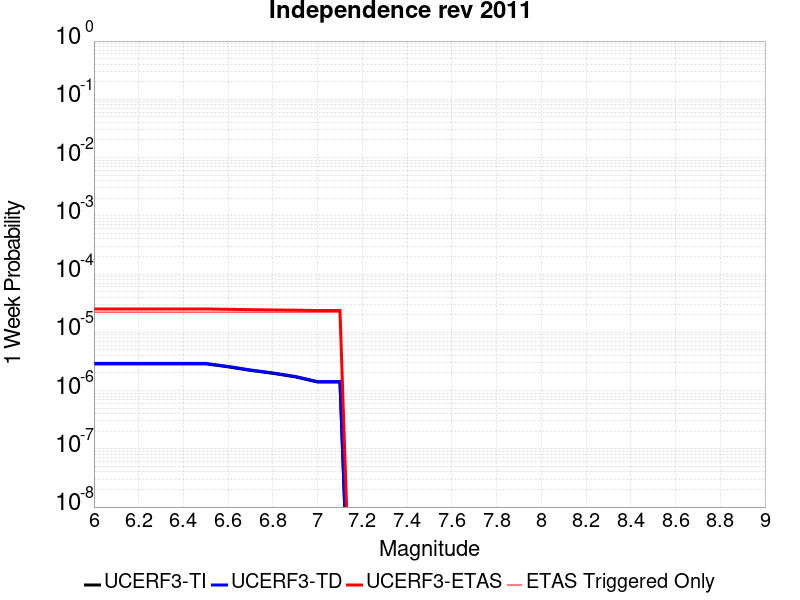 Independence rev 2011
10^0
10^-1
10^-2
10^-3
10^-4
10^-5
10^-6
10^-7
10^-8
1 Week Probability
6 6.2 6.4 6.6 6.8 7 7.2 7.4 7.6 7.8 8 8.2 8.4 8.6 8.8 9
Magnitude
UCERF3-TI UCERF3-TD UCERF3-ETAS ETAS Triggered Only